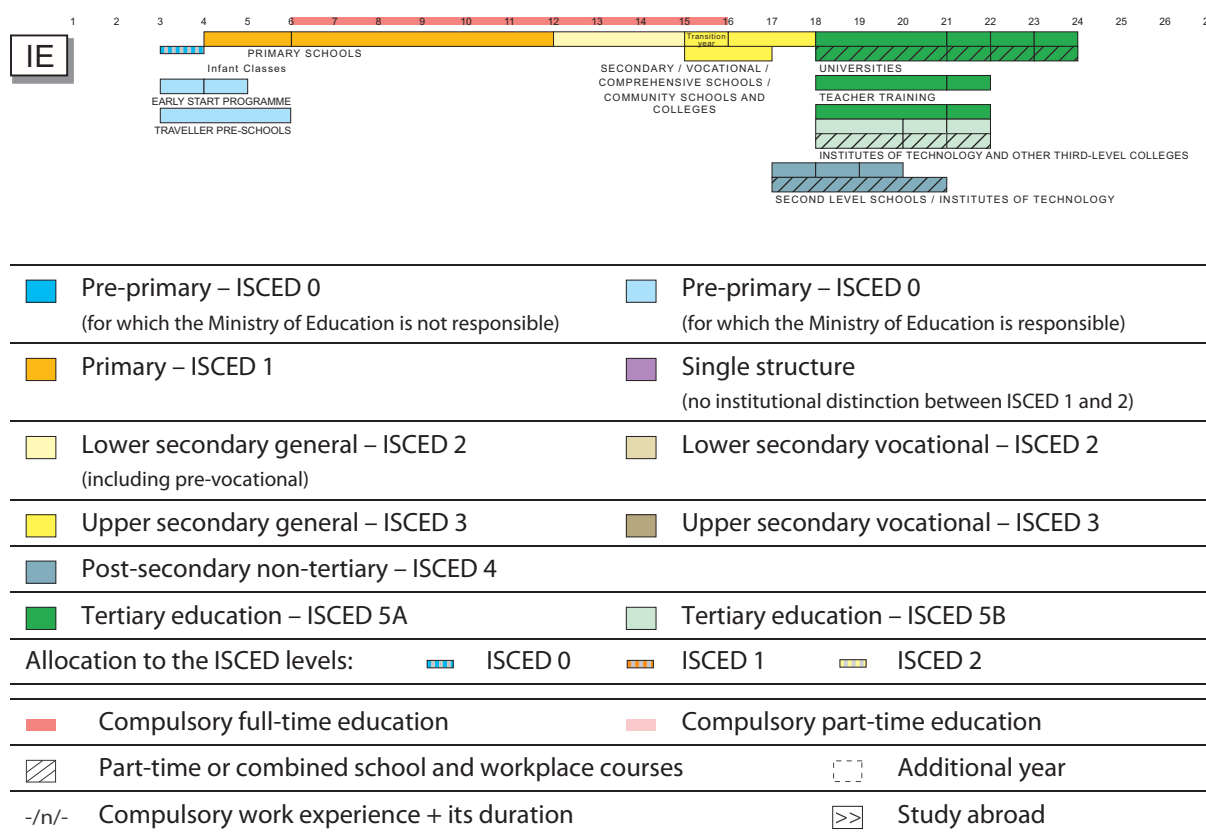 1 2 3 4 5 6 7 8 9 10 11 12 13 14 15 16 17 18 19 20 21 22 23 24 25 26
IE
Transition
year
PRIMARY SCHOOLS
Infant Classes
EARLY START PROGRAMME
TRAVELLER PRE-SCHOOLS
SECONDARY / VOCATIONAL /
COMPREHENSIVE SCHOOLS /
COMMUNITY SCHOOLS AND
COLLEGES
UNIVERSITIES
TEACHER TRAINING
INSTITUTES OF TECHNOLOGY AND OTHER THIRD-LEVEL COLLEGES
SECOND LEVEL SCHOOLS / INSTITUTES OF TECHNOLOGY
Pre-primary – ISCED 0
(for which the Ministry of Education is not responsible)
Pre-primary – ISCED 0
(for which the Ministry of Education is responsible)
Primary – ISCED 1
Single structure
(no institutional distinction between ISCED 1 and 2)
Lower secondary general – ISCED 2
(including pre-vocational)
Lower secondary vocational – ISCED 2
Upper secondary general – ISCED 3
Upper secondary vocational – ISCED 3
Post-secondary non-tertiary – ISCED 4
Tertiary education – ISCED 5A
Tertiary education – ISCED 5B
Allocation to the ISCED levels: ISCED 0 ISCED 1 ISCED 2
Compulsory full-time education
Compulsory part-time education
Part-time or combined school and workplace courses
Additional year
-/n/- Compulsory work experience + its duration
>> Study abroad